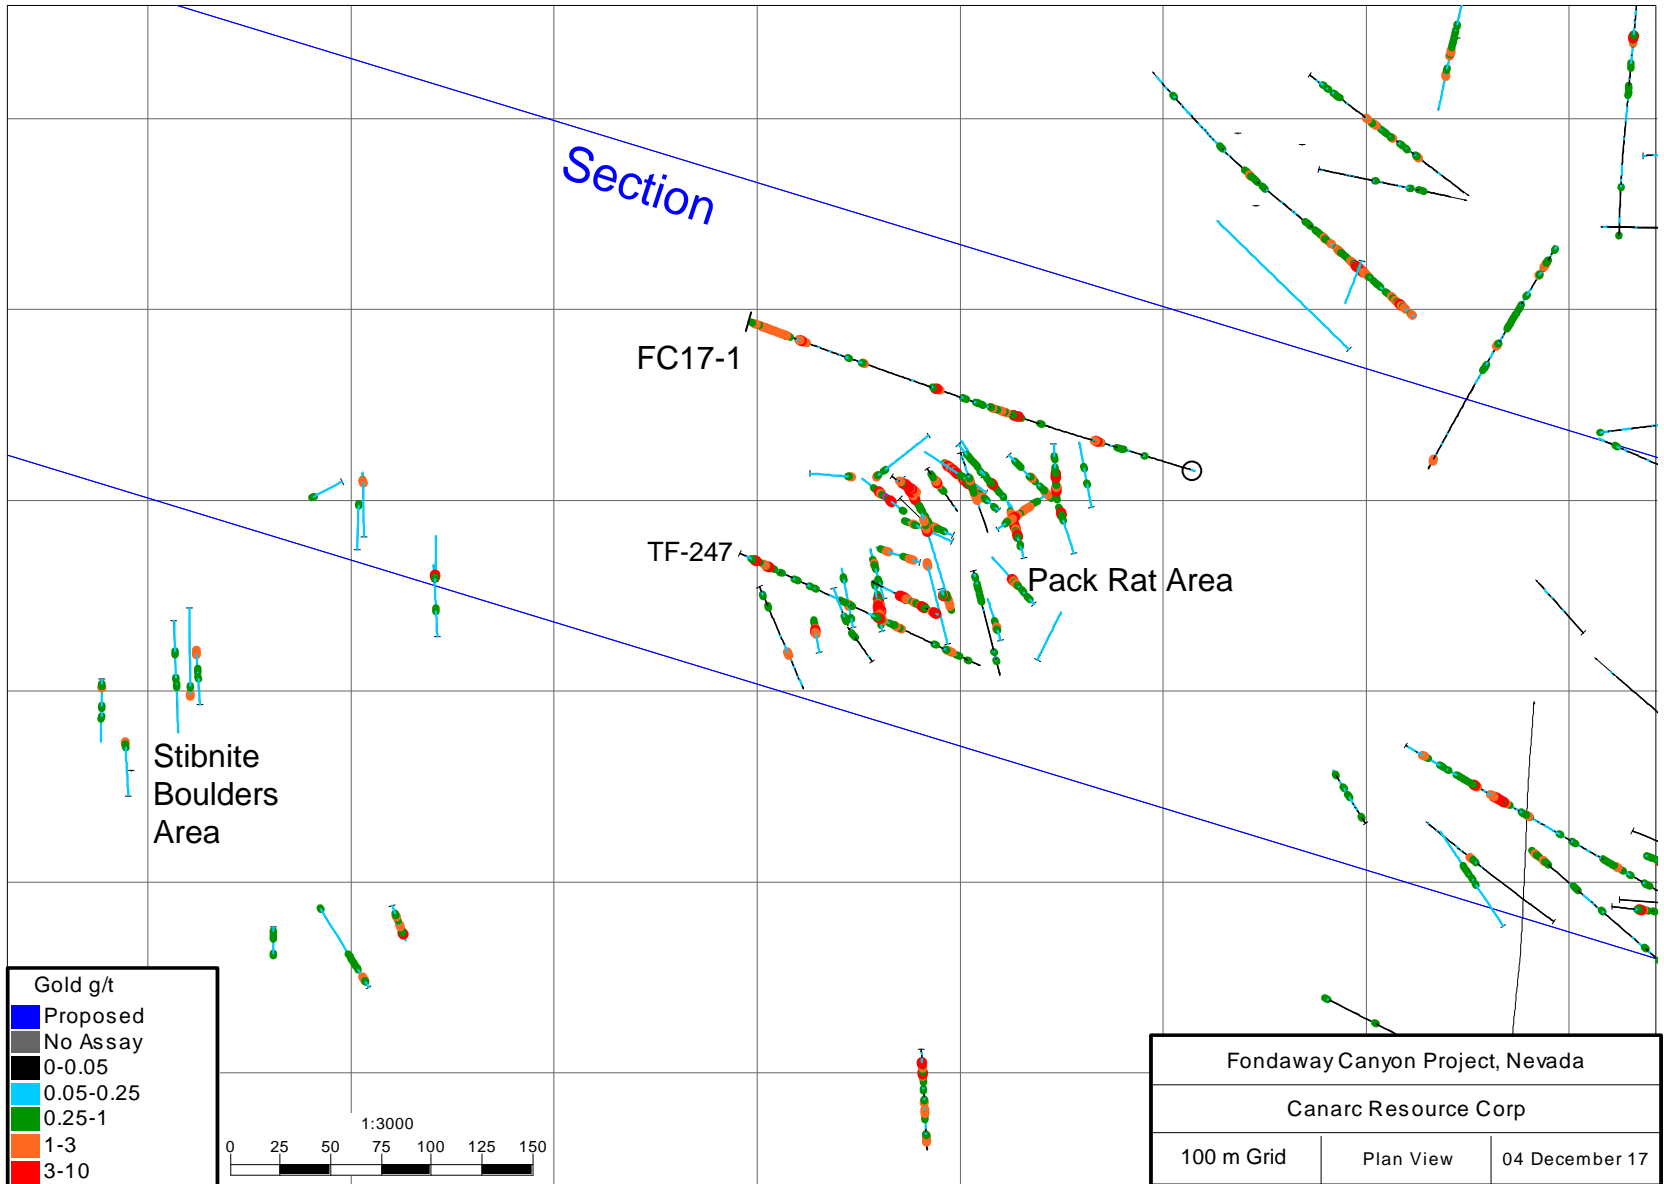 Section
FC17-1
TF-247
Pack Rat Area
Stibnite
Boulders
Area
Gold g/t
Proposed
No Assay
0-0.05
0.05-0.25
0.25-1
1-3
3-10
1:3000
0 25 50 75 100 125 150
Fondaway Canyon Project, Nevada
Canarc Resource Corp
100 m Grid Plan View 04 December 17